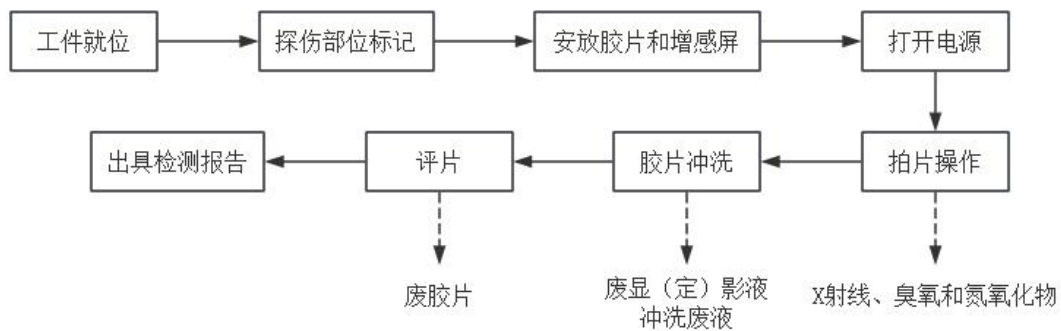 工件就位
探伤部位标记
安放胶片和增感屏
打开电源
拍片操作
胶片冲洗
评片
出具检测报告
废胶片
废显（定）影液
冲洗废液
X射线、臭氧和氮氧化物